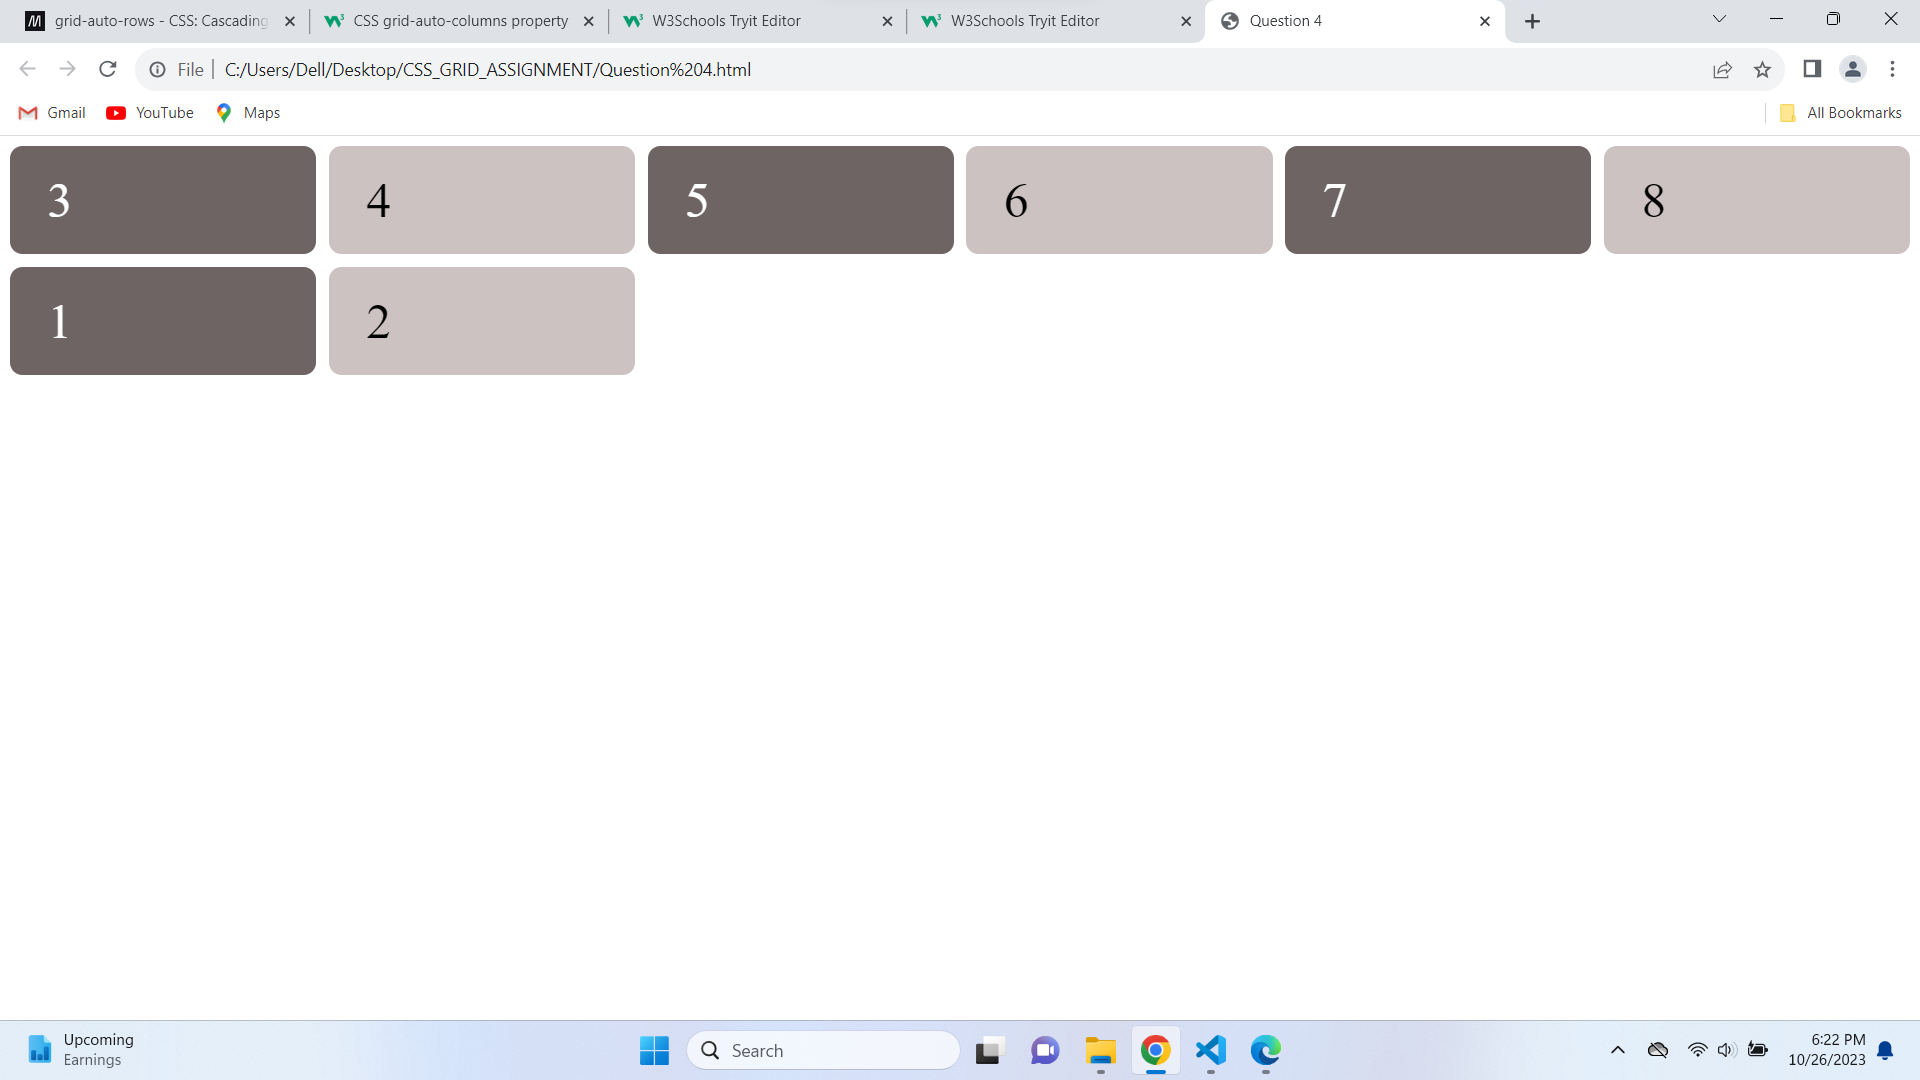 grid-auto-rows - CSS: Cascading
CSS grid-auto-columns property
W3Schools Tryit Editor
W3Schools Tryit Editor
Question 4
File
C:/Users/Dell/Desktop/CSS_GRID_ASSIGNMENT/Question%204.html
Gmail
YouTube
Maps
All Bookmarks
3
4
5
6
7
8
1
2
Upcoming
Earnings
Search
6:22 PM
10/26/2023